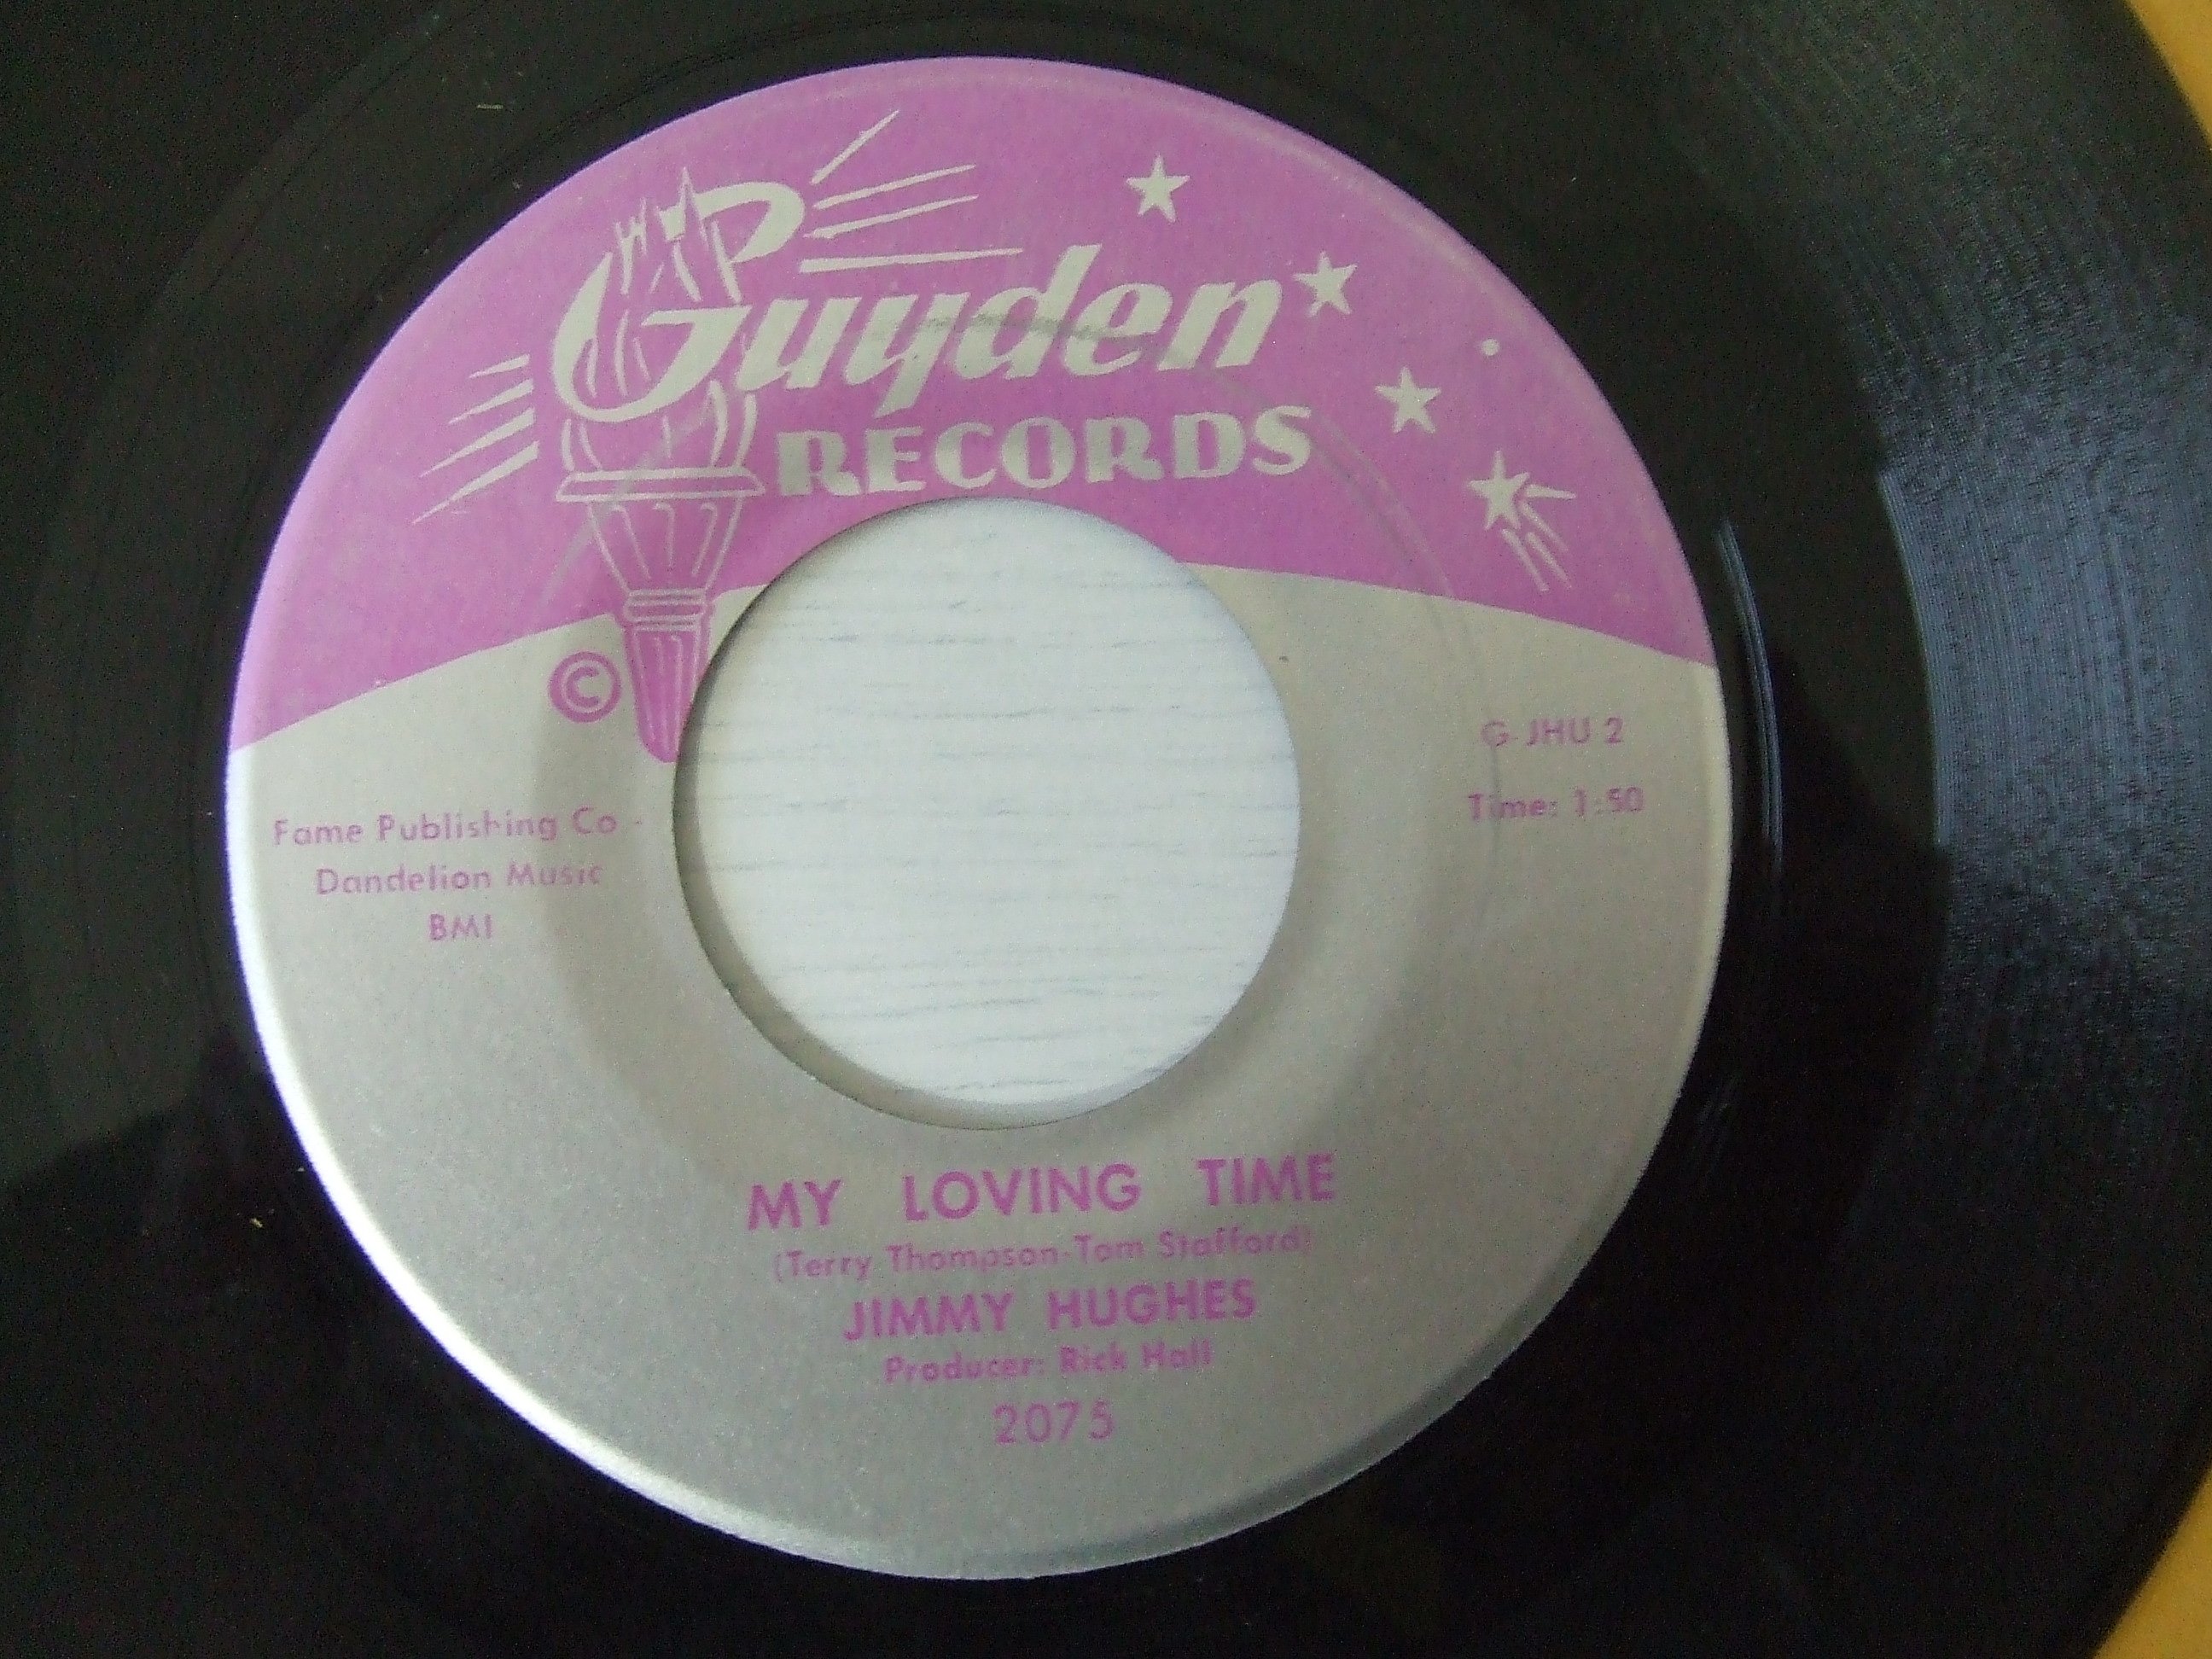 Guyden
RECORDS
©
G-JHU 2
Time: 1:50
Fame Publishing Co -
Dandelion Music
BMI
MY LOVING TIME
(Terry Thompson-Tom Stafford)
JIMMY HUGHES
Producer: Rick Hall
2075